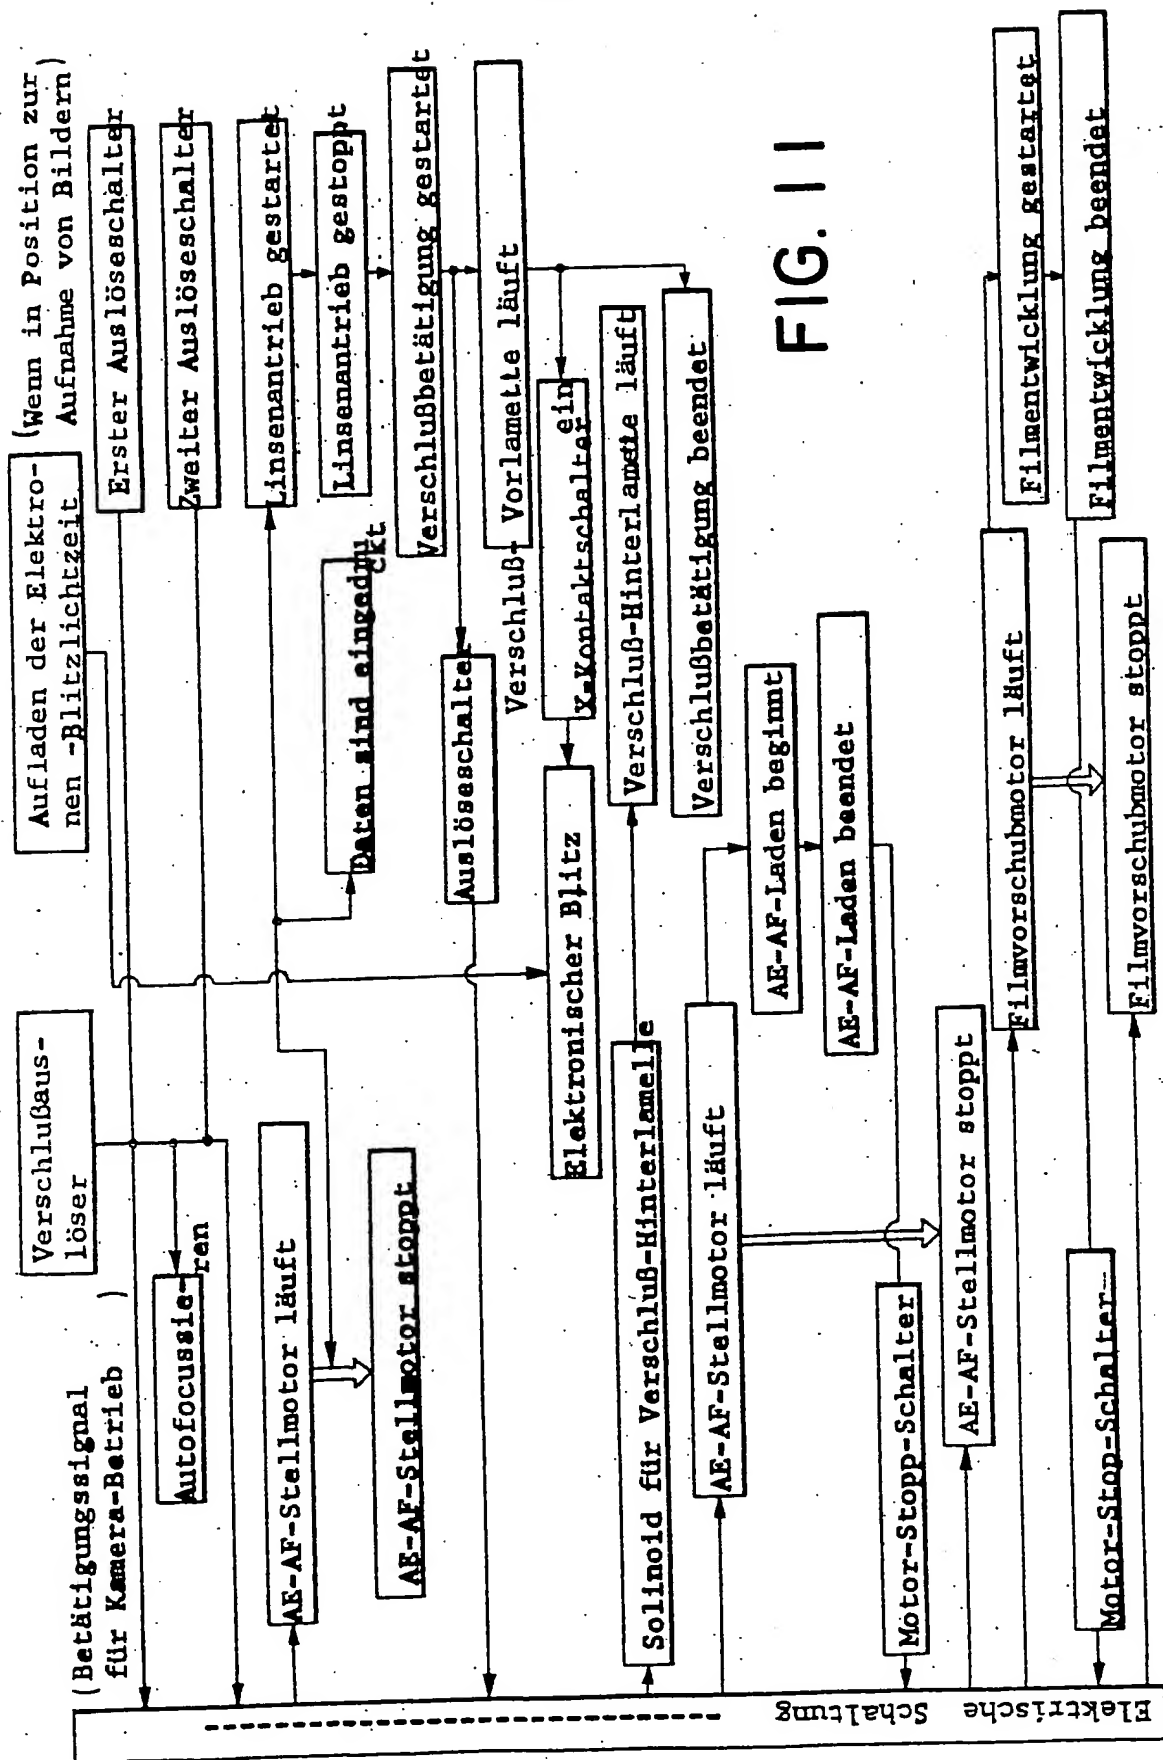 (Betätigungssignal
für Kamera-Betrieb )
Verschlußaus-
löser
Aufladen der Elektro-
nen-Blitzlichtzeit
(Wenn in Position zur
Aufnahme von Bildern)
Erster Auslöseschalter
Autofocussie-
ren
Zweiter Auslöseschalter
AE-AF-Stellmotor läuft
Linsenantrieb gestartet
Daten sind eingedru
ckt
Linsenantrieb gestoppt
AE-AF-Stellmotor stoppt
Verschlußbetätigung gestartet
Auslöseschalter
Verschluß- Vorlamelle läuft
ein
X-Kontaktschalter
Elektronischer Blitz
Solinoid für Verschluß-Hinterlamelle
Verschluß-Hinterlamelle läuft
Verschlußbetätigung beendet
AE-AF-Stellmotor läuft
AE-AF-Laden beginnt
AE-AF-Laden beendet
FIG. 11
Motor-Stopp-Schalter
AE-AF-Stellmotor stoppt
Filmvorschubmotor läuft
Filmentwicklung gestartet
Filmentwicklung beendet
Motor-Stop-Schalter
Filmvorschubmotor stoppt
Elektrische Schaltung